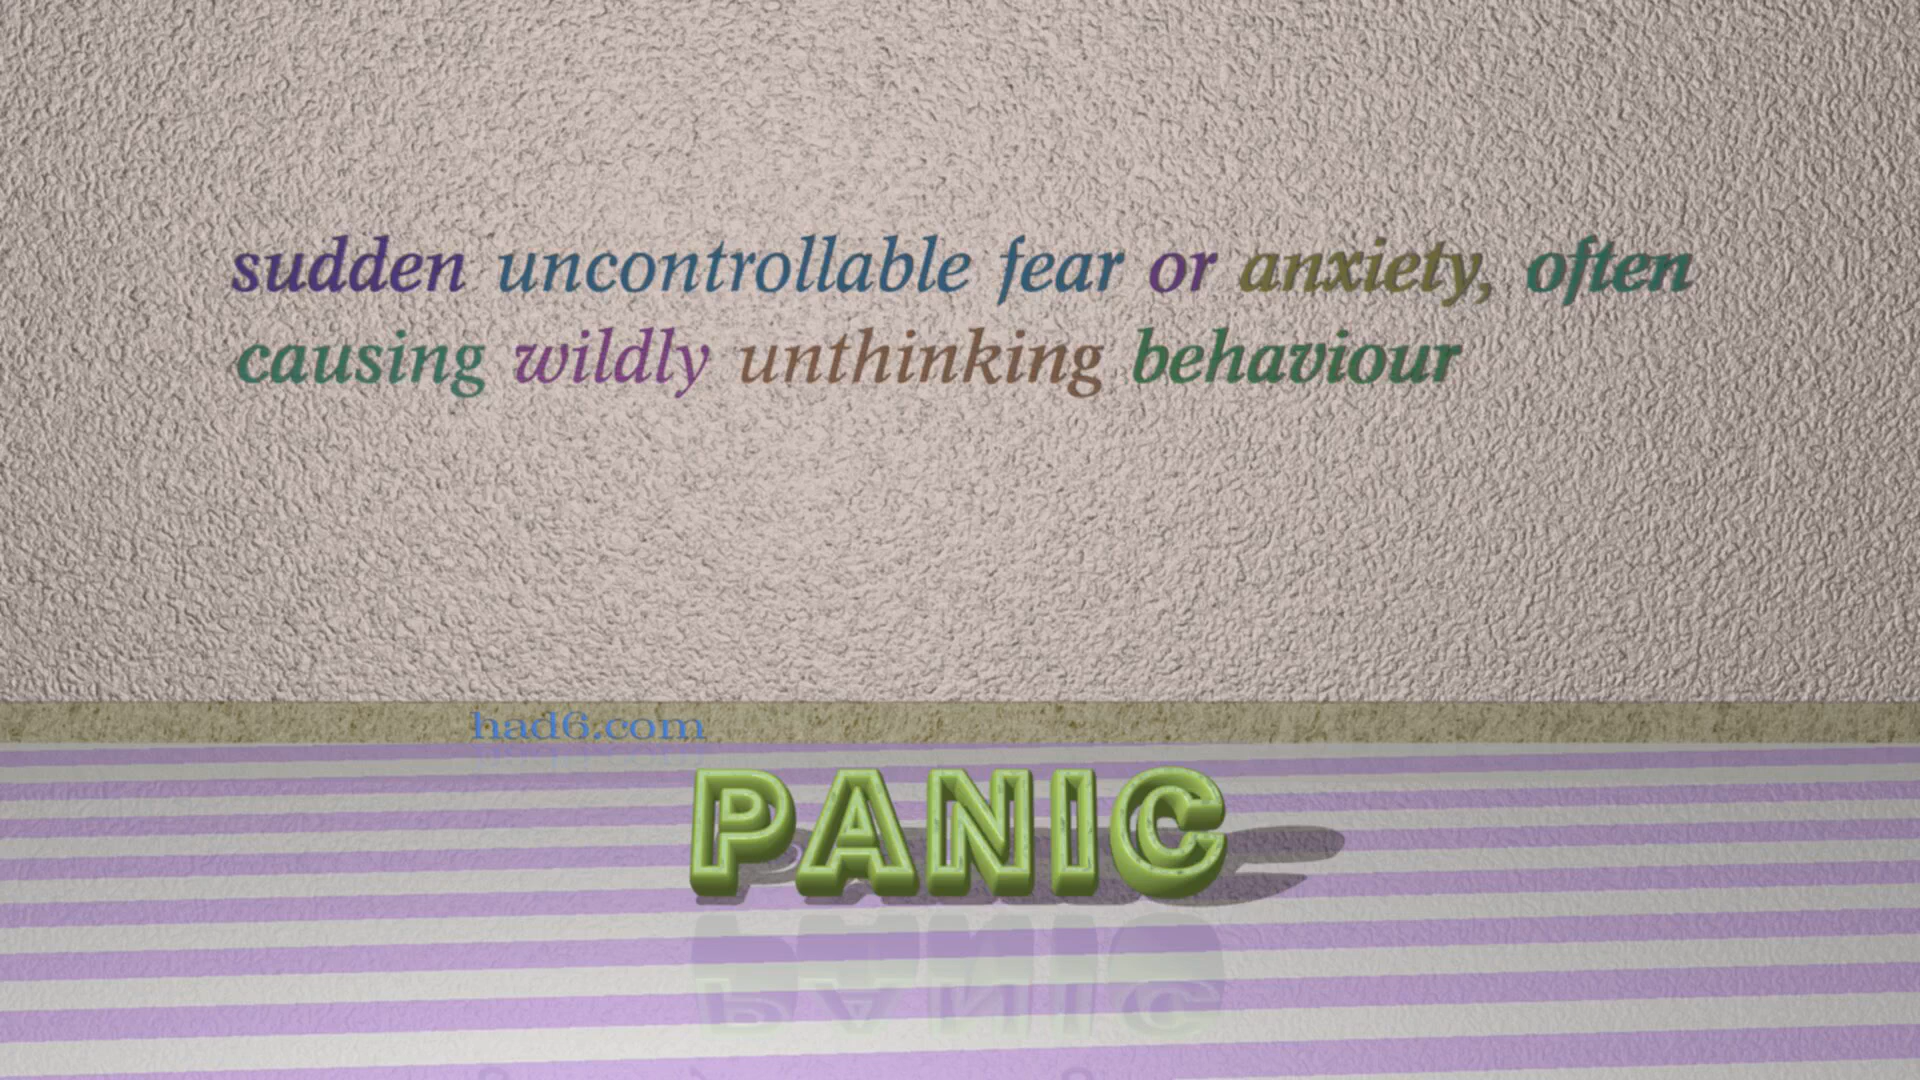 sudden uncontrollable fear or anxiety, often
causing wildly unthinking behaviour
had6.com
PANIC